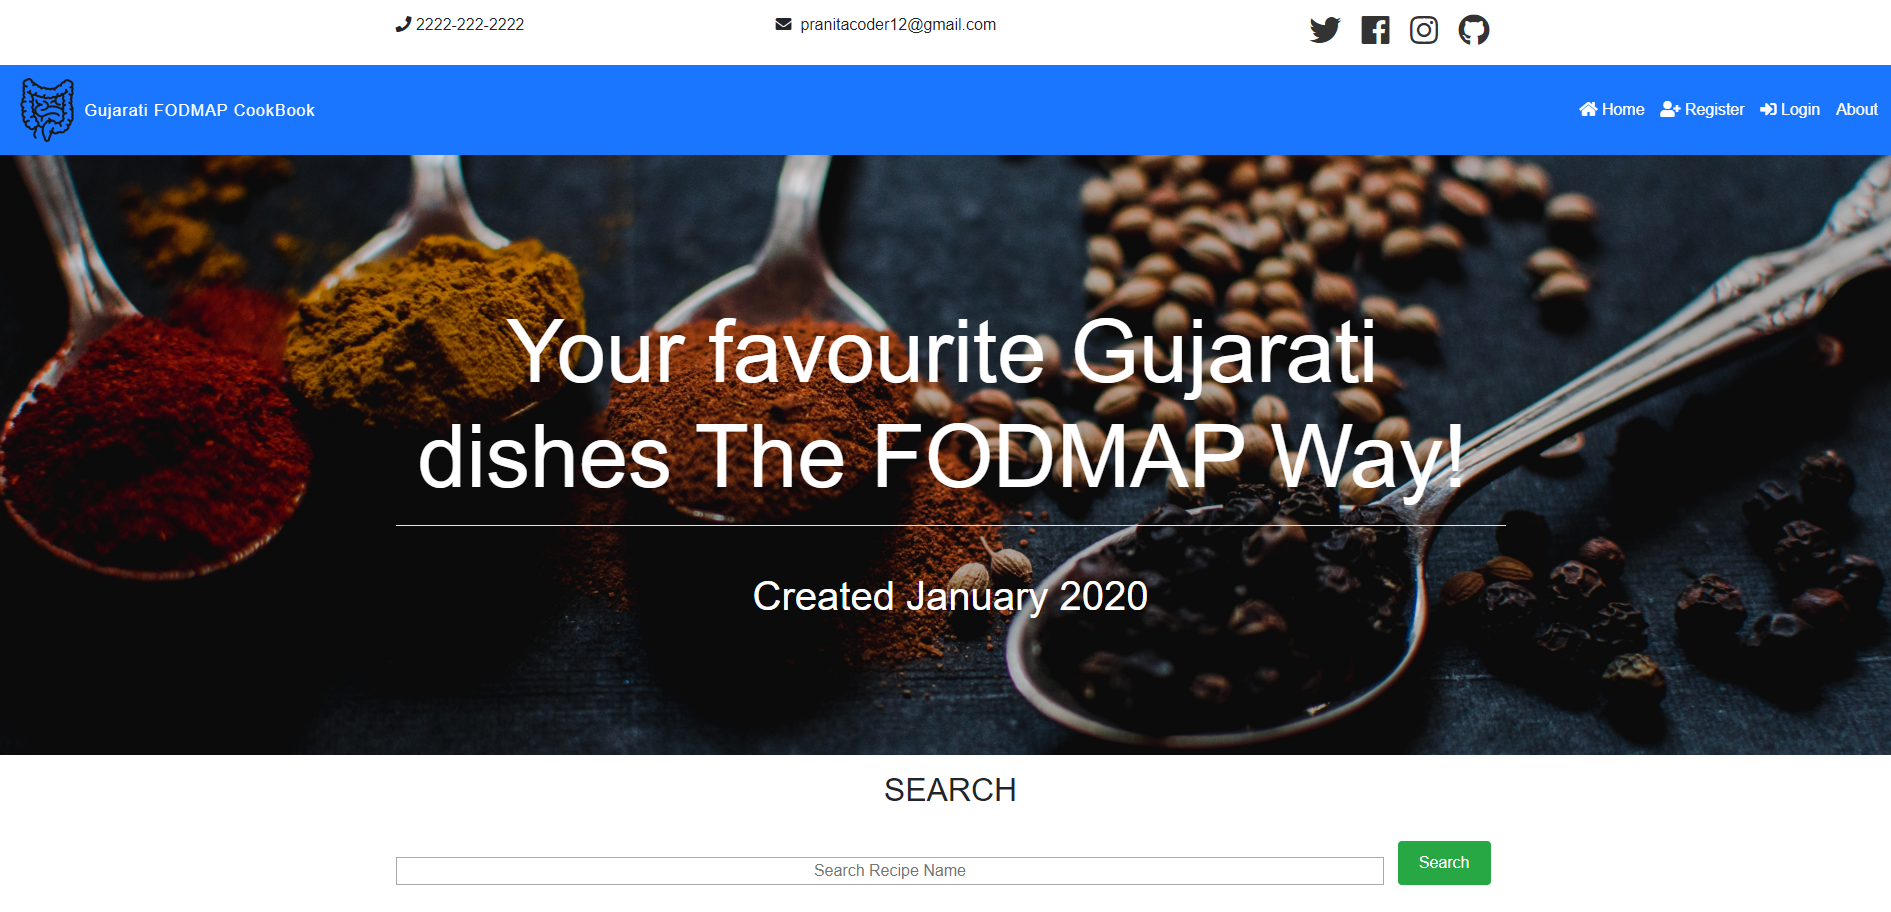 2222-222-2222
pranitacoder12@gmail.com
Gujarati FODMAP CookBook
Home
Register
Login
About
Your favourite Gujarati
dishes The FODMAP Way!
Created January 2020
SEARCH
Search Recipe Name
Search